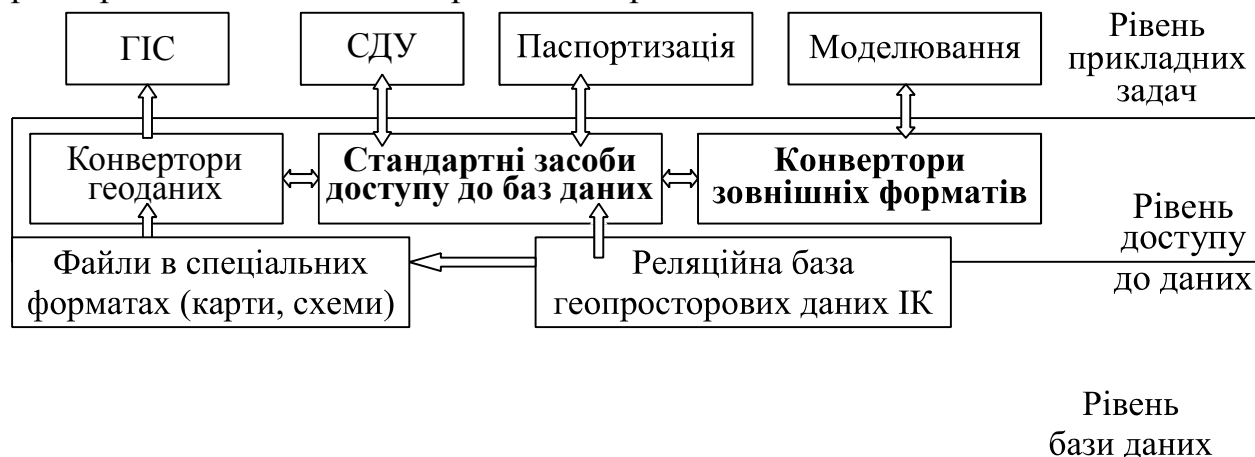 ГІС
СДУ
Паспортизація
Моделювання
Рівень
прикладних
задач
Конвертори
геоданих
Стандартні засоби
доступу до баз даних
Конвертори
зовнішніх форматів
Рівень
доступу
до даних
Файли в спеціальних
форматах (карти, схеми)
Реляційна база
геопросторових даних ІК
Рівень
бази даних